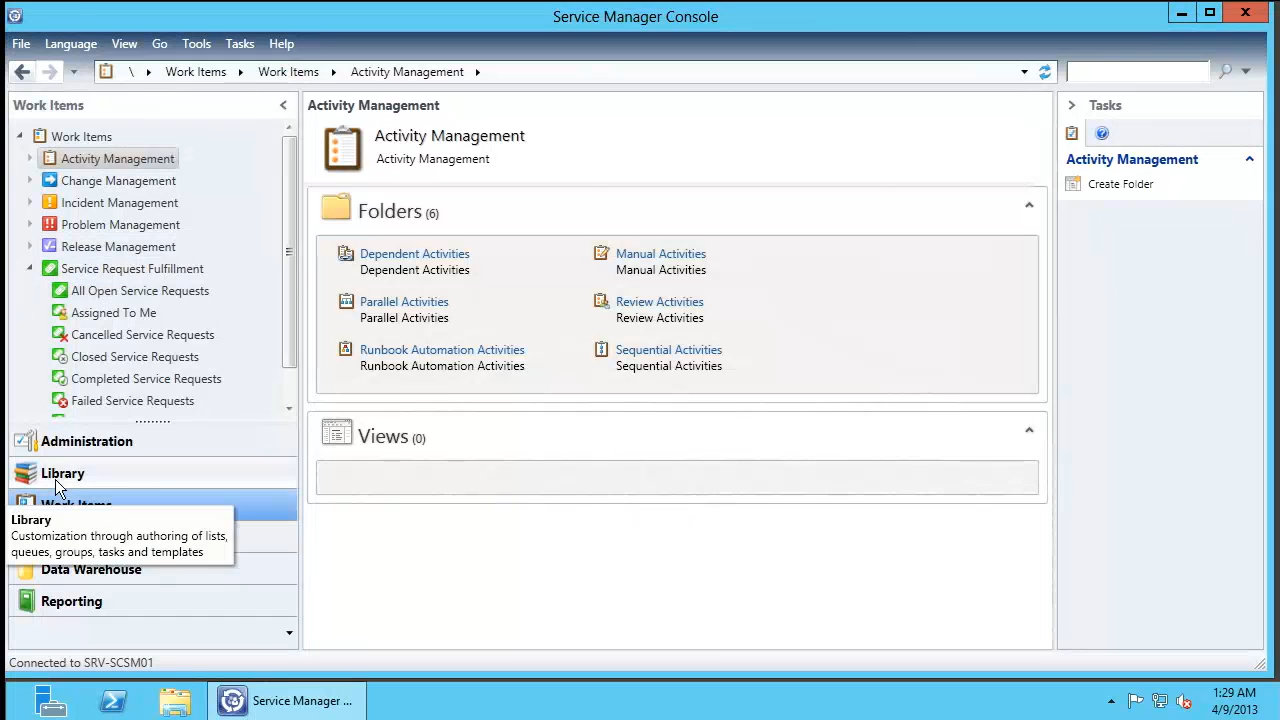 Service Manager Console
File Language View Go Tools Tasks Help
\ Work Items Work Items Activity Management
Work Items
Work Items
Activity Management
Change Management
Incident Management
Problem Management
Release Management
Service Request Fulfillment
All Open Service Requests
Assigned To Me
Cancelled Service Requests
Closed Service Requests
Completed Service Requests
Failed Service Requests
Administration
Library
Work Items
Library
Customization through authoring of lists,
queues, groups, tasks and templates
Data Warehouse
Reporting
Activity Management
Activity Management
Activity Management
Folders (6)
Dependent Activities
Dependent Activities
Manual Activities
Manual Activities
Parallel Activities
Parallel Activities
Review Activities
Review Activities
Runbook Automation Activities
Runbook Automation Activities
Sequential Activities
Sequential Activities
Views (0)
Tasks
Activity Management
Create Folder
Connected to SRV-SCSM01
Service Manager ...
1:29 AM
4/9/2013